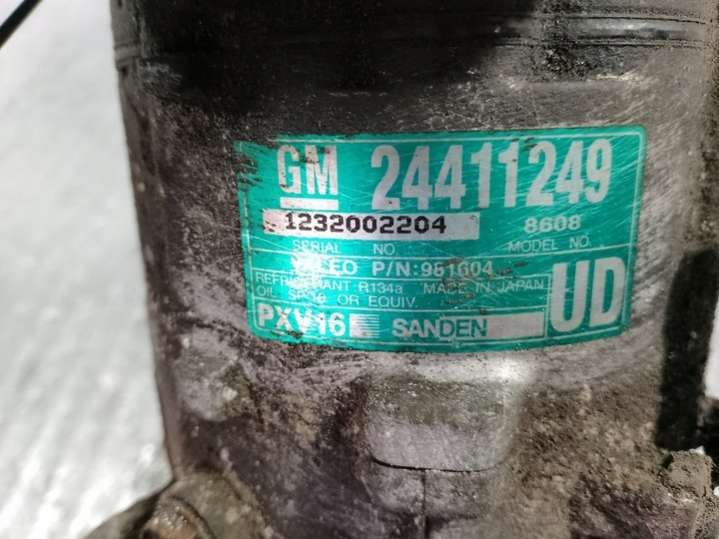 GM 24411249
1232002204 8608
SERIAL NO. MODEL NO.
VALEO P/N:951604
REFRIGERANT R134a MADE IN JAPAN
OIL SP10 OR EQUIV.
PXV16 SANDEN UD